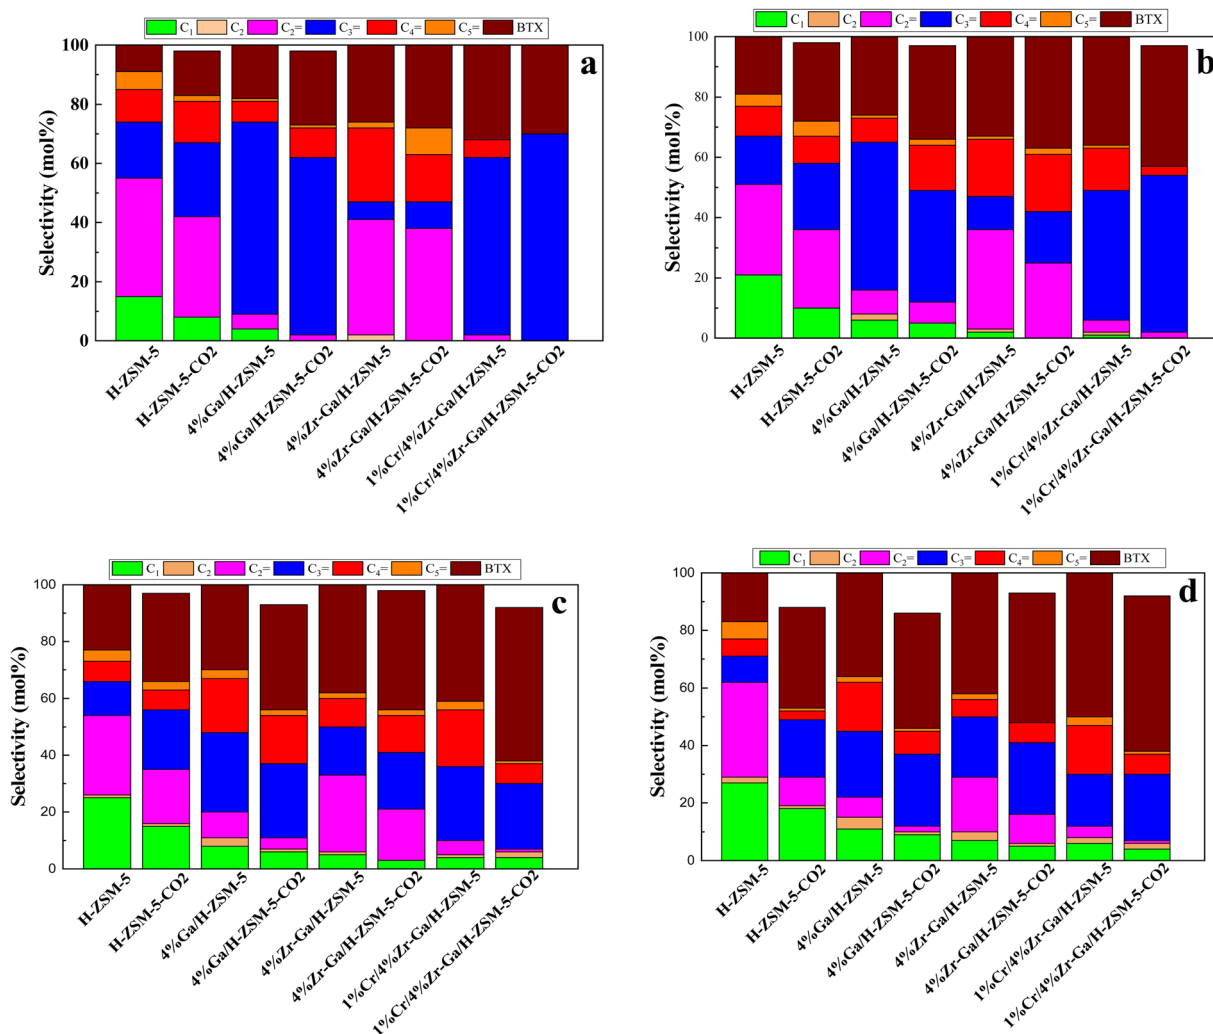 C₁ C₂ C₂= C₃= C₄= C₅= BTX
a
Selectivity (mol%)
100
80
60
40
20
0
H-ZSM-5
H-ZSM-5-CO2
4%Ga/H-ZSM-5
4%Ga/H-ZSM-5-CO2
4%Zr-Ga/H-ZSM-5
4%Zr-Ga/H-ZSM-5-CO2
1%Cr/4%Zr-Ga/H-ZSM-5
1%Cr/4%Zr-Ga/H-ZSM-5-CO2
C₁ C₂ C₂= C₃= C₄= C₅= BTX
b
Selectivity (mol%)
100
80
60
40
20
0
H-ZSM-5
H-ZSM-5-CO2
4%Ga/H-ZSM-5
4%Ga/H-ZSM-5-CO2
4%Zr-Ga/H-ZSM-5
4%Zr-Ga/H-ZSM-5-CO2
1%Cr/4%Zr-Ga/H-ZSM-5
1%Cr/4%Zr-Ga/H-ZSM-5-CO2
C₁ C₂ C₂= C₃= C₄= C₅= BTX
c
Selectivity (mol%)
100
80
60
40
20
0
H-ZSM-5
H-ZSM-5-CO2
4%Ga/H-ZSM-5
4%Ga/H-ZSM-5-CO2
4%Zr-Ga/H-ZSM-5
4%Zr-Ga/H-ZSM-5-CO2
1%Cr/4%Zr-Ga/H-ZSM-5
1%Cr/4%Zr-Ga/H-ZSM-5-CO2
C₁ C₂ C₂= C₃= C₄= C₅= BTX
d
Selectivity (mol%)
100
80
60
40
20
0
H-ZSM-5
H-ZSM-5-CO2
4%Ga/H-ZSM-5
4%Ga/H-ZSM-5-CO2
4%Zr-Ga/H-ZSM-5
4%Zr-Ga/H-ZSM-5-CO2
1%Cr/4%Zr-Ga/H-ZSM-5
1%Cr/4%Zr-Ga/H-ZSM-5-CO2